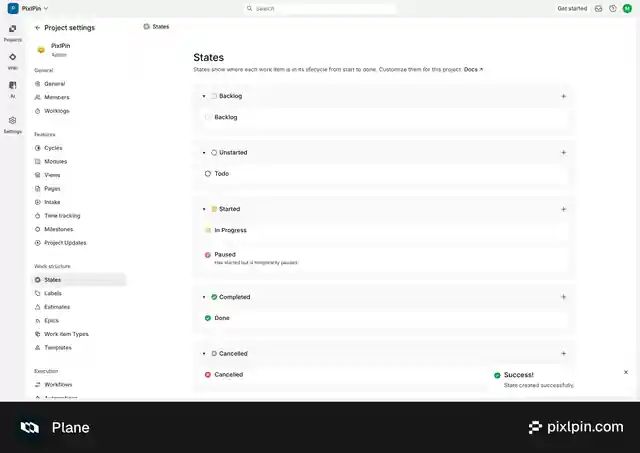 P PixlPin
Search
Get started
M
Projects
Wiki
AI
Settings
Project settings
PixlPin
Admin
General
General
Members
Worklogs
Features
Cycles
Modules
Views
Pages
Intake
Time tracking
Milestones
Project Updates
Work structure
States
Labels
Estimates
Epics
Work item Types
Templates
Execution
Workflows
Automations
States
States
States show where each work item is in its lifecycle from start to done. Customize them for this project. Docs ↗
Backlog
Backlog
Unstarted
Todo
Started
In Progress
Paused
Has started but is temporarily paused
Completed
Done
Cancelled
Cancelled
Success!
State created successfully.
Plane
pixlpin.com